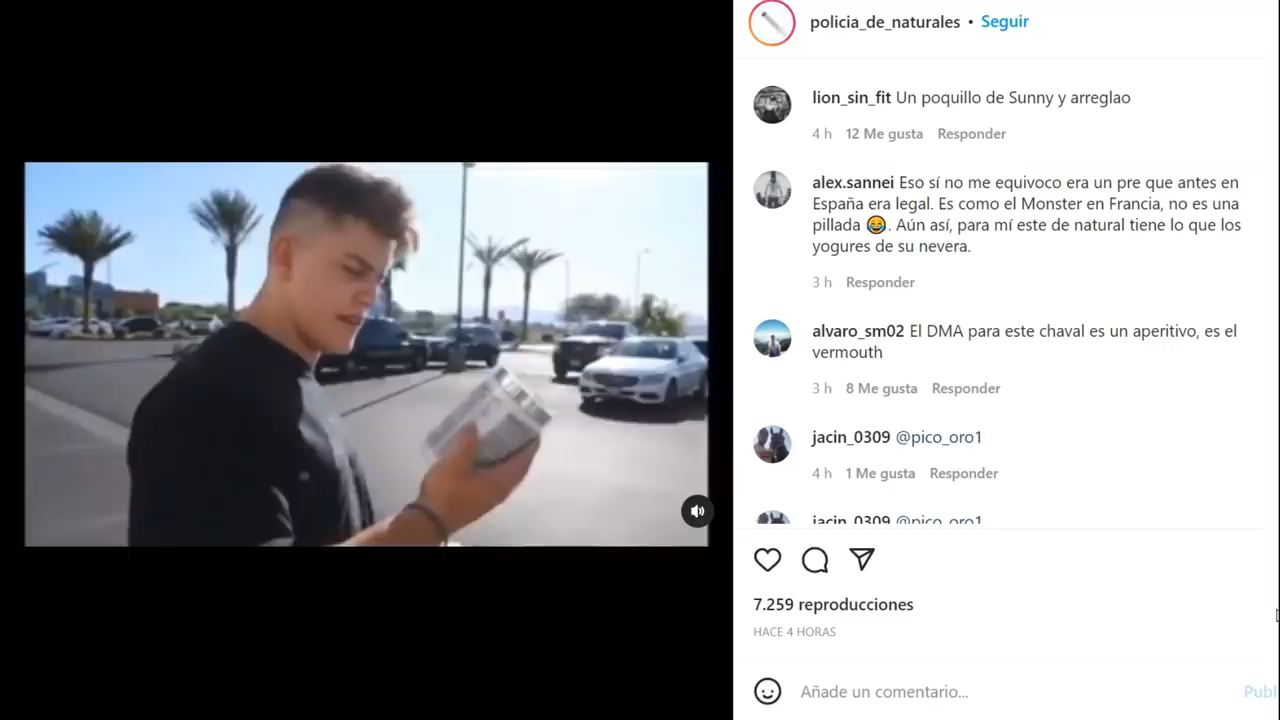 policia_de_naturales • Seguir
lion_sin_fit Un poquillo de Sunny y arreglao
4 h 12 Me gusta Responder
alex.sannei Eso sí no me equivoco era un pre que antes en
España era legal. Es como el Monster en Francia, no es una
pillada 😂. Aún así, para mí este de natural tiene lo que los
yogures de su nevera.
3 h Responder
alvaro_sm02 El DMA para este chaval es un aperitivo, es el
vermouth
3 h 8 Me gusta Responder
jacin_0309 @pico_oro1
4 h 1 Me gusta Responder
jacin_0309 @pico_oro1
7.259 reproducciones
HACE 4 HORAS
Añade un comentario...
Publ